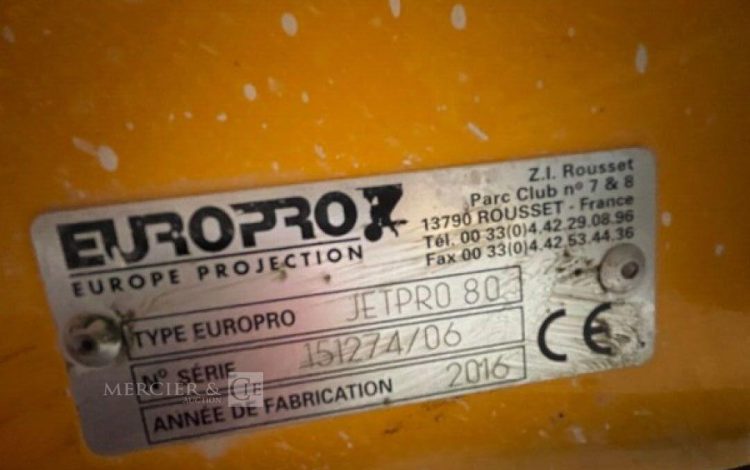 EUROPRO
EUROPE PROJECTION
Z.I. Rousset
Parc Club n° 7 & 8
13790 ROUSSET - France
Tél. 00 33(0)4.42.29.08.96
Fax 00 33(0)4.42.53.44.36
TYPE EUROPRO JETPRO 80
N° SÉRIE 151274/06
ANNÉE DE FABRICATION 2016
CE
MERCIER & CIE
AUCTION